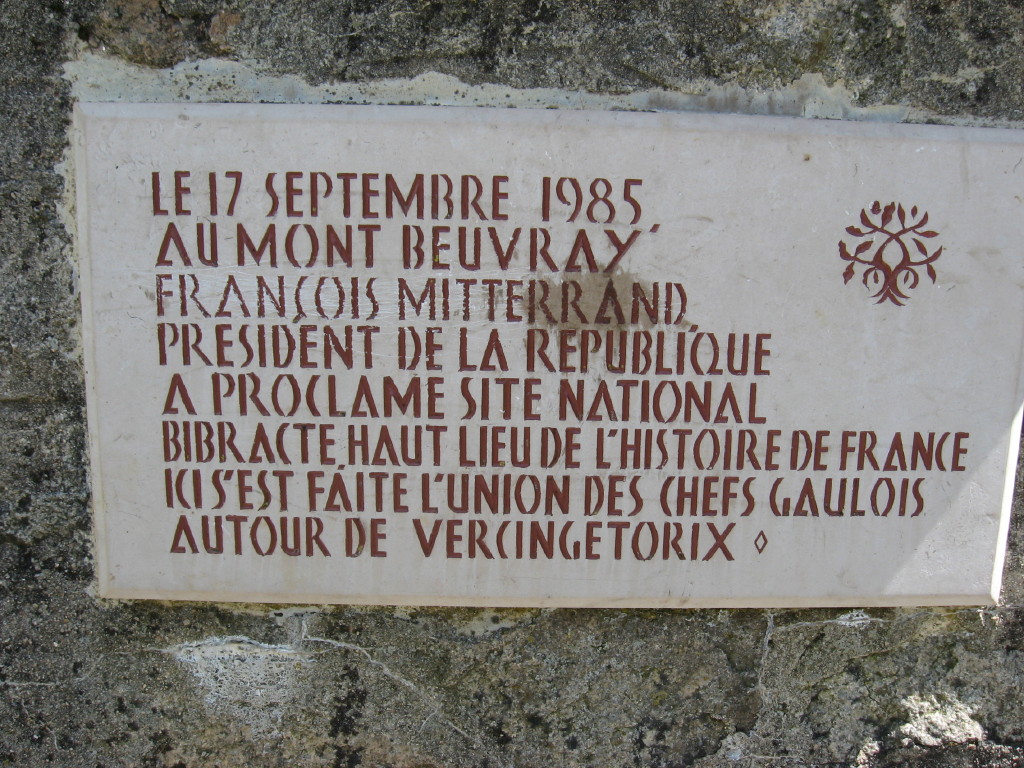 LE 17 SEPTEMBRE 1985,
AU MONT BEUVRAY,
FRANÇOIS MITTERRAND,
PRESIDENT DE LA REPUBLIQUE
A PROCLAME SITE NATIONAL
BIBRACTE, HAUT LIEU DE L'HISTOIRE DE FRANCE
ICI S'EST FAITE L'UNION DES CHEFS GAULOIS
AUTOUR DE VERCINGETORIX ◊